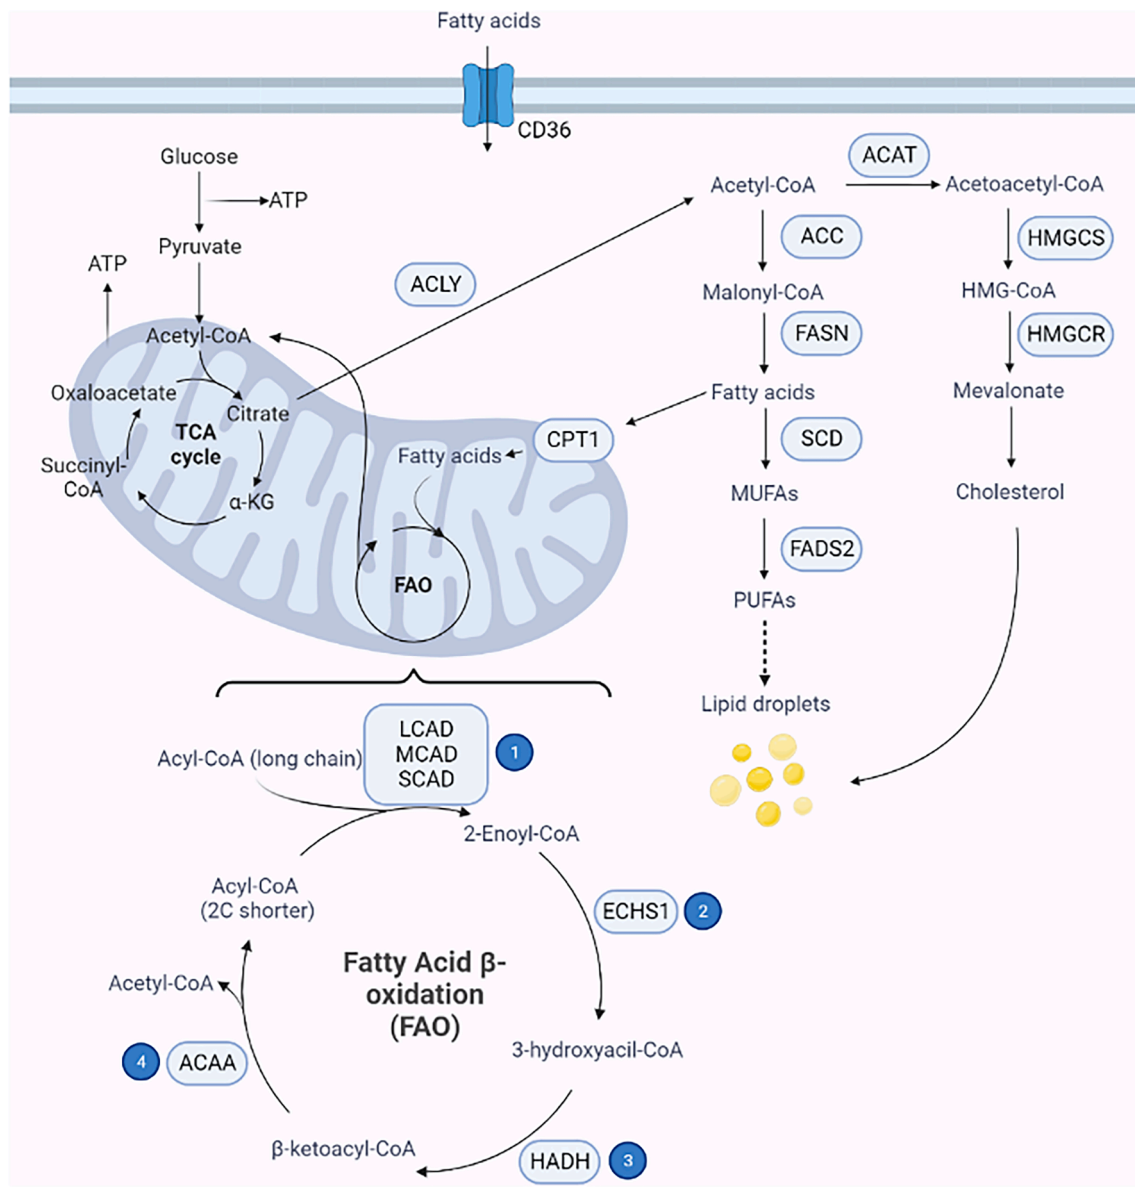 Fatty acids
CD36
Glucose
ATP
Pyruvate
ATP
Acetyl-CoA
Oxaloacetate
Citrate
TCA
cycle
Succinyl-
CoA
α-KG
ACLY
Fatty acids
CPT1
FAO
Acetyl-CoA
ACAT
Acetoacetyl-CoA
ACC
HMGCS
Malonyl-CoA
HMG-CoA
FASN
HMGCR
Fatty acids
Mevalonate
SCD
MUFAs
Cholesterol
FADS2
PUFAs
Lipid droplets
Acyl-CoA (long chain)
LCAD
MCAD
SCAD
1
2-Enoyl-CoA
Acyl-CoA
(2C shorter)
ECHS1
2
Fatty Acid β-
oxidation
(FAO)
Acetyl-CoA
3-hydroxyacil-CoA
4
ACAA
β-ketoacyl-CoA
HADH
3